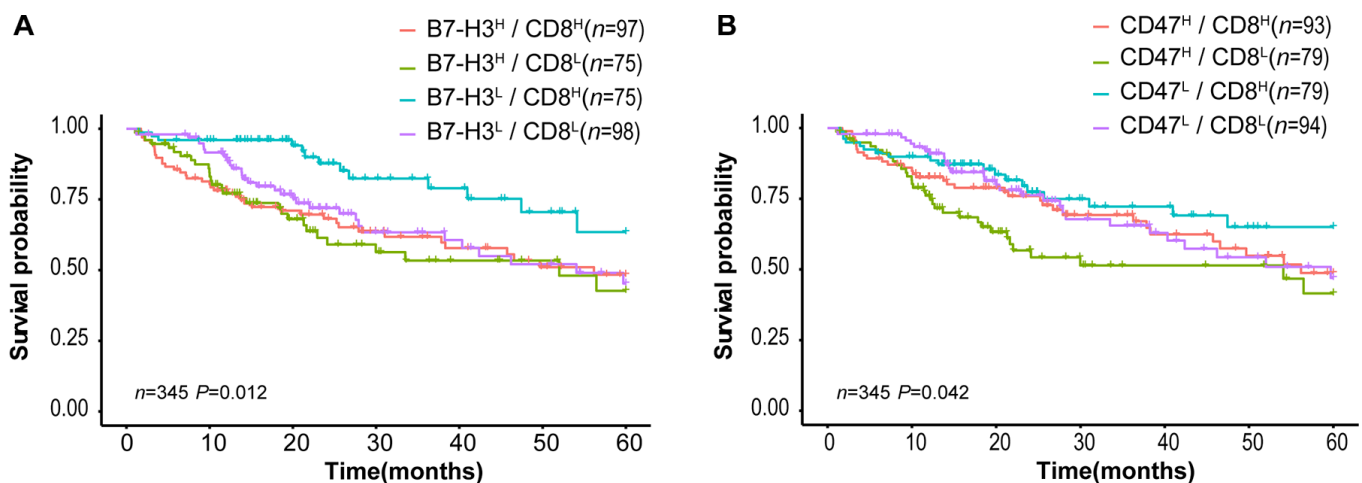 A
B7-H3ᴴ / CD8ᴴ(n=97)
B7-H3ᴴ / CD8ᴸ(n=75)
B7-H3ᴸ / CD8ᴴ(n=75)
B7-H3ᴸ / CD8ᴸ(n=98)
Survival probability
1.00
0.75
0.50
0.25
0.00
n=345 P=0.012
0 10 20 30 40 50 60
Time(months)
B
CD47ᴴ / CD8ᴴ(n=93)
CD47ᴴ / CD8ᴸ(n=79)
CD47ᴸ / CD8ᴴ(n=79)
CD47ᴸ / CD8ᴸ(n=94)
Survival probability
1.00
0.75
0.50
0.25
0.00
n=345 P=0.042
0 10 20 30 40 50 60
Time(months)